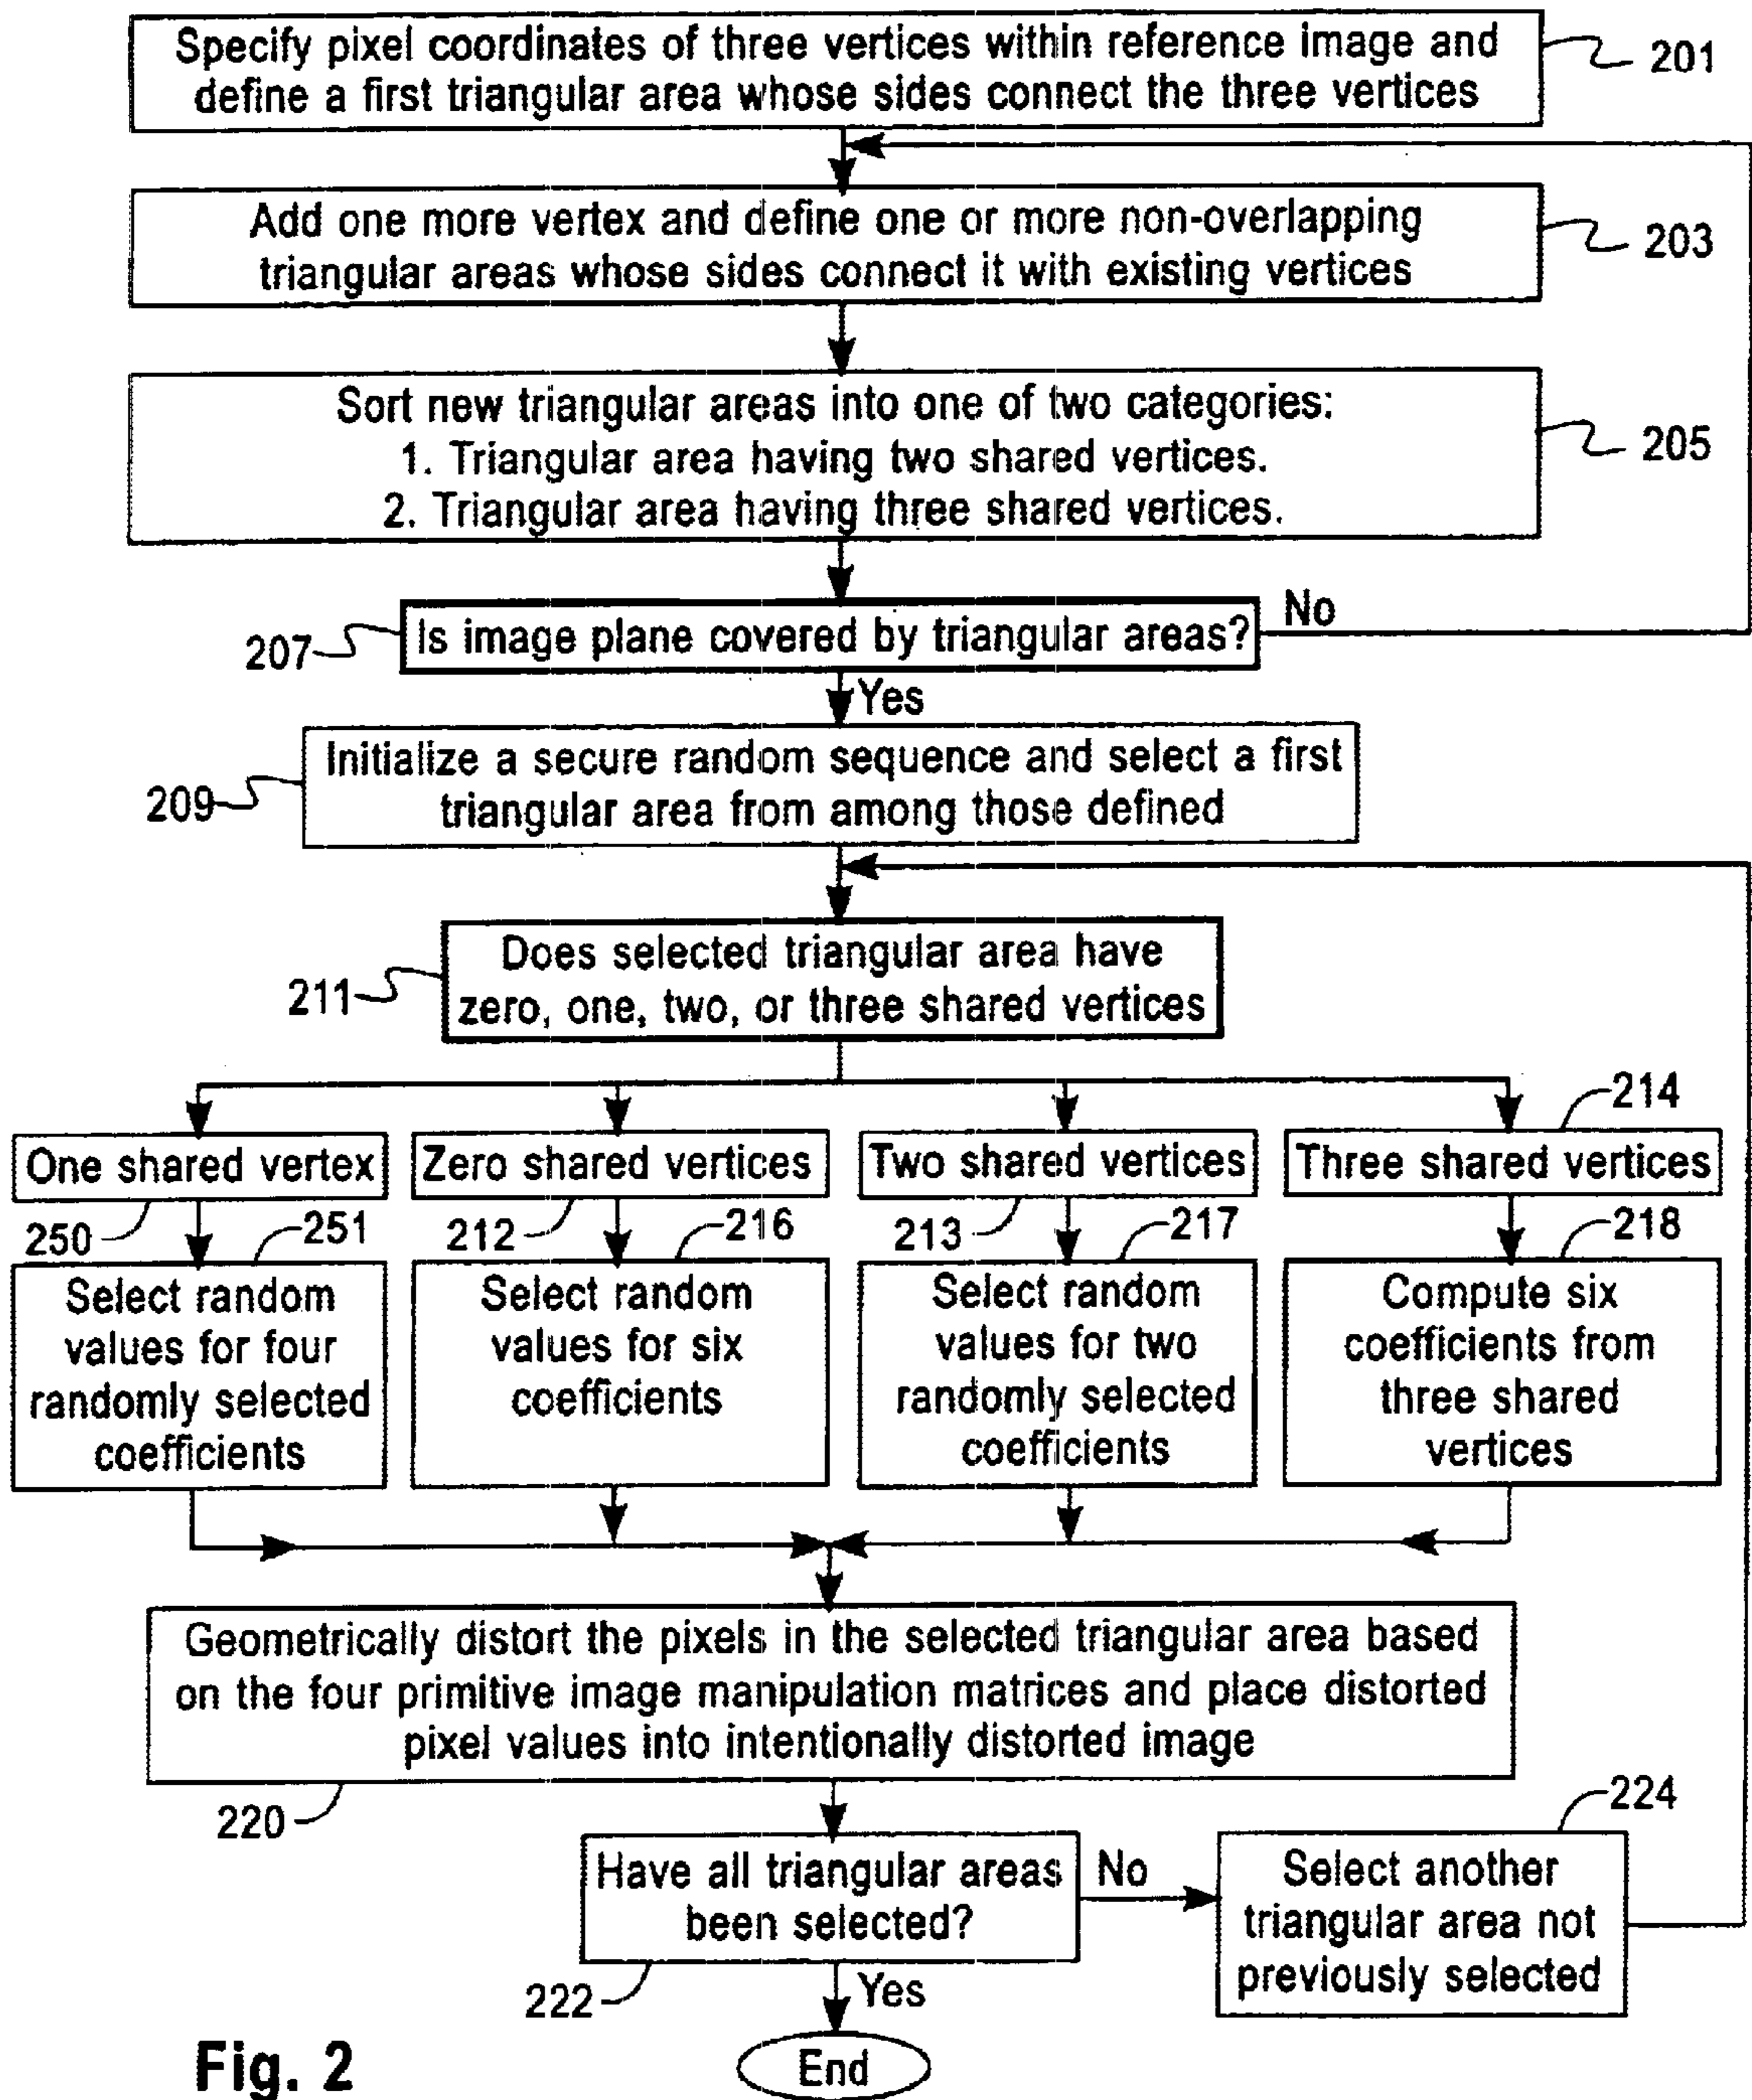 Specify pixel coordinates of three vertices within reference image and
define a first triangular area whose sides connect the three vertices
201
Add one more vertex and define one or more non-overlapping
triangular areas whose sides connect it with existing vertices
203
Sort new triangular areas into one of two categories:
1. Triangular area having two shared vertices.
2. Triangular area having three shared vertices.
205
Is image plane covered by triangular areas?
No
207
Yes
Initialize a secure random sequence and select a first
triangular area from among those defined
209
Does selected triangular area have
zero, one, two, or three shared vertices
211
214
One shared vertex
Zero shared vertices
Two shared vertices
Three shared vertices
250
251
212
216
213
217
218
Select random
values for four
randomly selected
coefficients
Select random
values for six
coefficients
Select random
values for two
randomly selected
coefficients
Compute six
coefficients from
three shared
vertices
Geometrically distort the pixels in the selected triangular area based
on the four primitive image manipulation matrices and place distorted
pixel values into intentionally distorted image
220
224
Have all triangular areas
been selected?
No
Select another
triangular area not
previously selected
222
Yes
End
Fig. 2